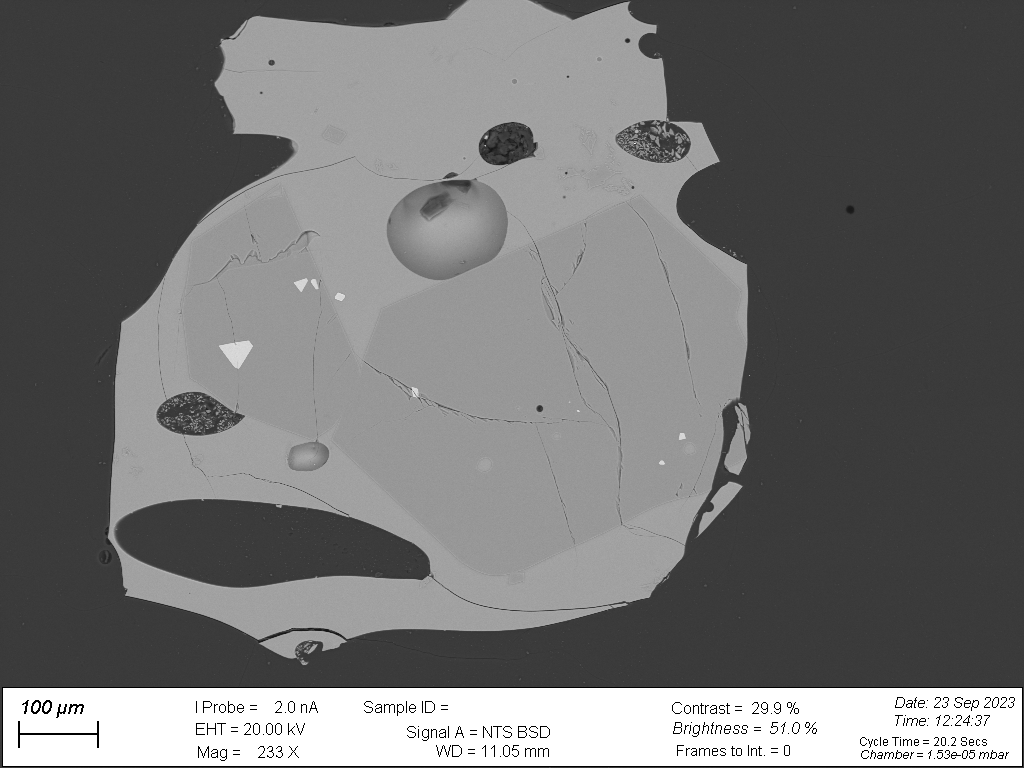 100 µm
I Probe = 2.0 nA
EHT = 20.00 kV
Mag = 233 X
Sample ID =
Signal A = NTS BSD
WD = 11.05 mm
Contrast = 29.9 %
Brightness = 51.0 %
Frames to Int. = 0
Date: 23 Sep 2023
Time: 12:24:37
Cycle Time = 20.2 Secs
Chamber = 1.53e-05 mbar